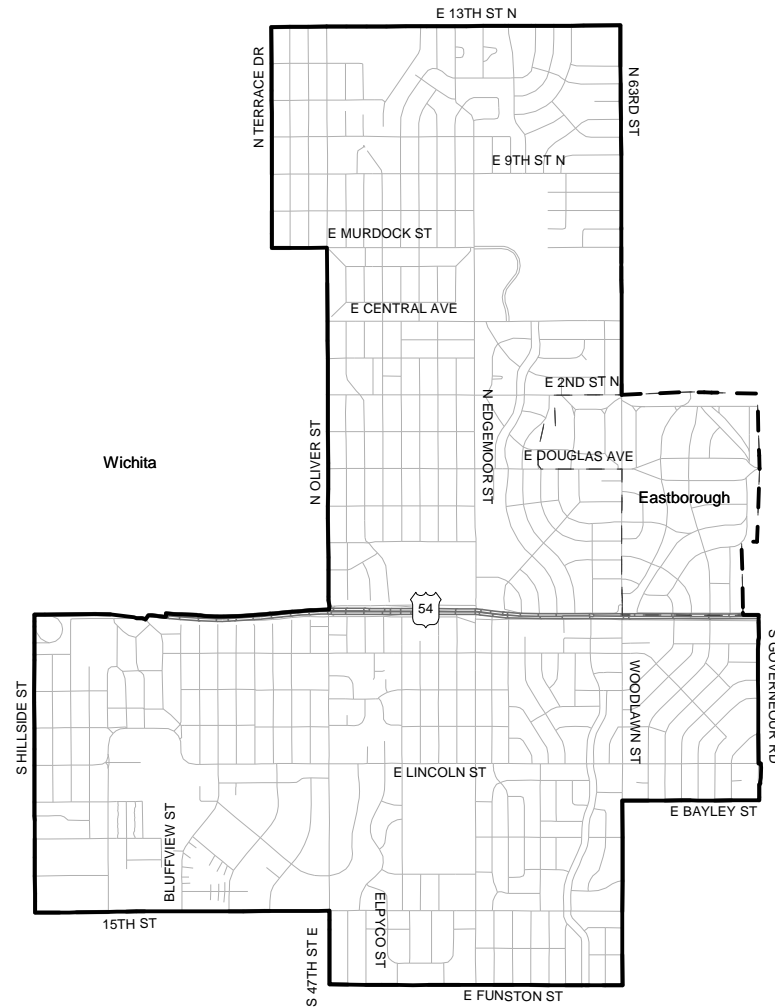 E 13TH ST N
N TERRACE DR
N 63RD ST
E 9TH ST N
E MURDOCK ST
E CENTRAL AVE
E 2ND ST N
N EDGEMOOR ST
E DOUGLAS AVE
Wichita
N OLIVER ST
Eastborough
54
S HILLSIDE ST
WOODLAWN ST
S GOVERNEOUR RD
E LINCOLN ST
BLUFFVIEW ST
E BAYLEY ST
ELPYCO ST
15TH ST
S 47TH ST E
E FUNSTON ST